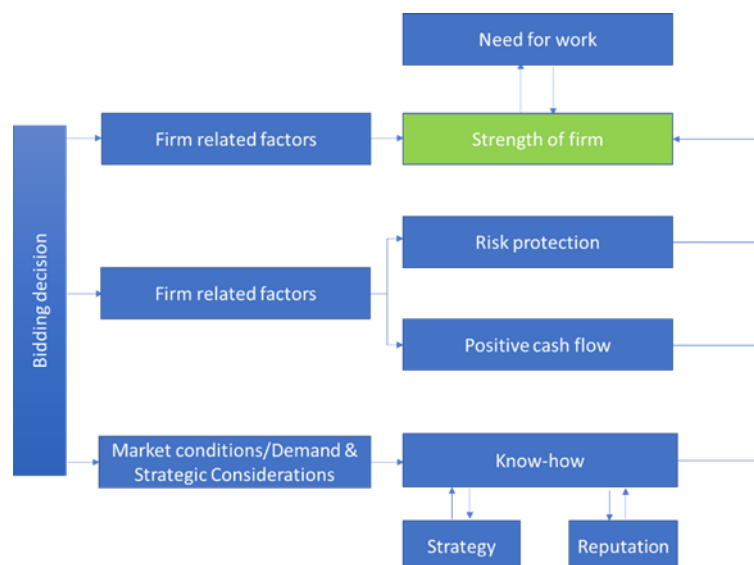 Need for work
Firm related factors
Strength of firm
Bidding decision
Risk protection
Firm related factors
Positive cash flow
Market conditions/Demand &
Strategic Considerations
Know-how
Strategy
Reputation